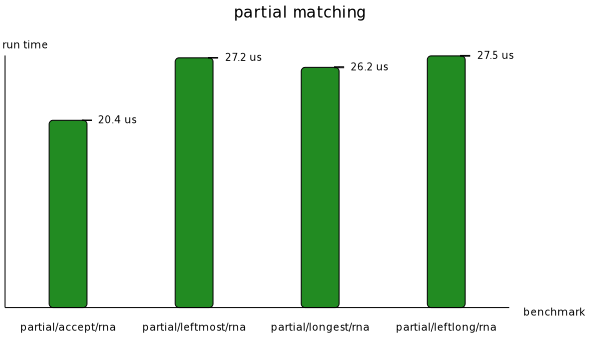 partial matching
run time
20.4 us
27.2 us
26.2 us
27.5 us
benchmark
partial/accept/rna
partial/leftmost/rna
partial/longest/rna
partial/leftlong/rna